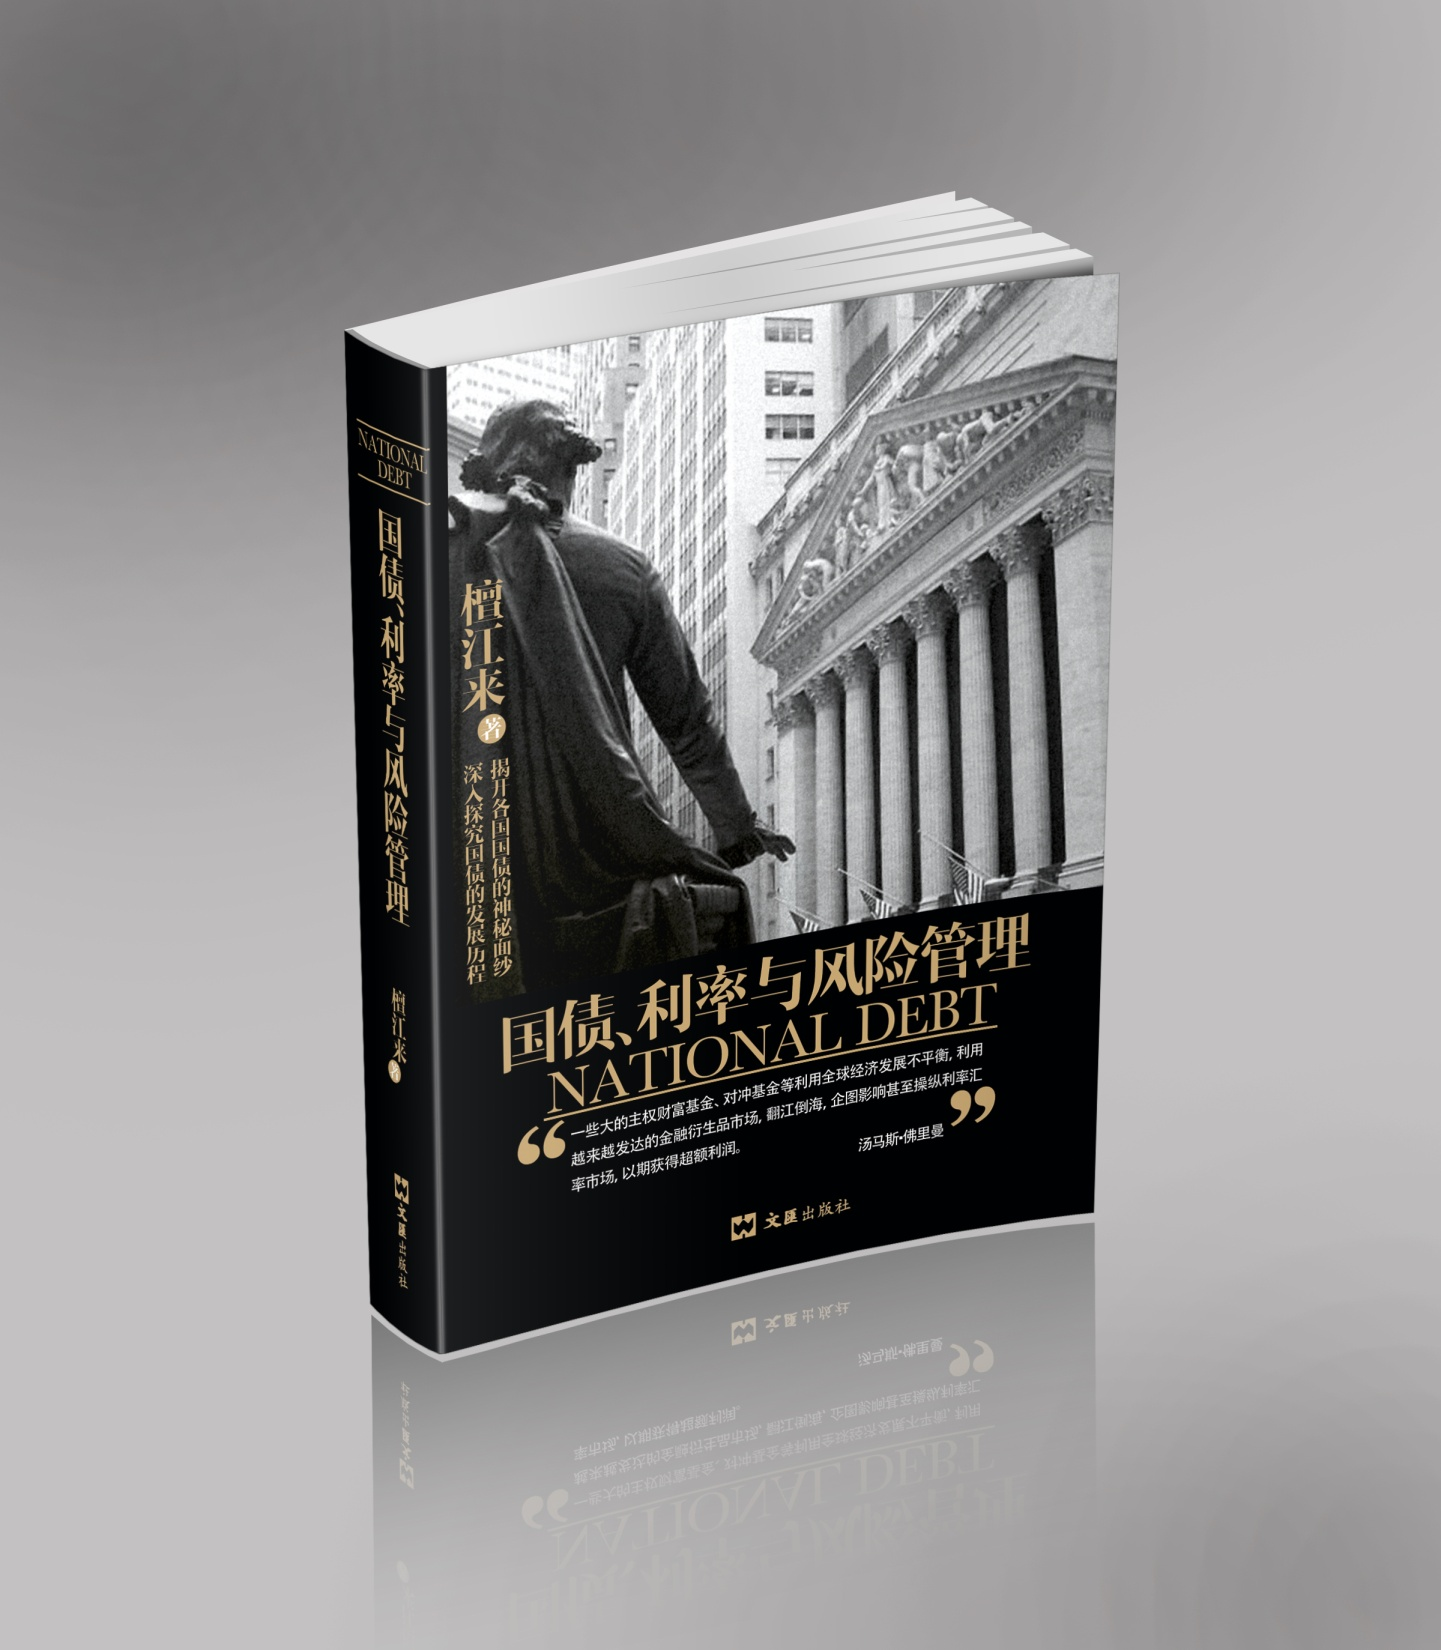 NATIONAL
DEBT
国债、利率与风险管理
檀江来 著
文匯出版社
檀江来 著
揭开各国国债的神秘面纱
深入探究国债的发展历程
国债、利率与风险管理
NATIONAL DEBT
“一些大的主权财富基金、对冲基金等利用全球经济发展不平衡，利用
越来越发达的金融衍生品市场，翻江倒海，企图影响甚至操纵利率汇
率市场，以期获得超额利润。”
汤马斯·佛里曼
文匯出版社